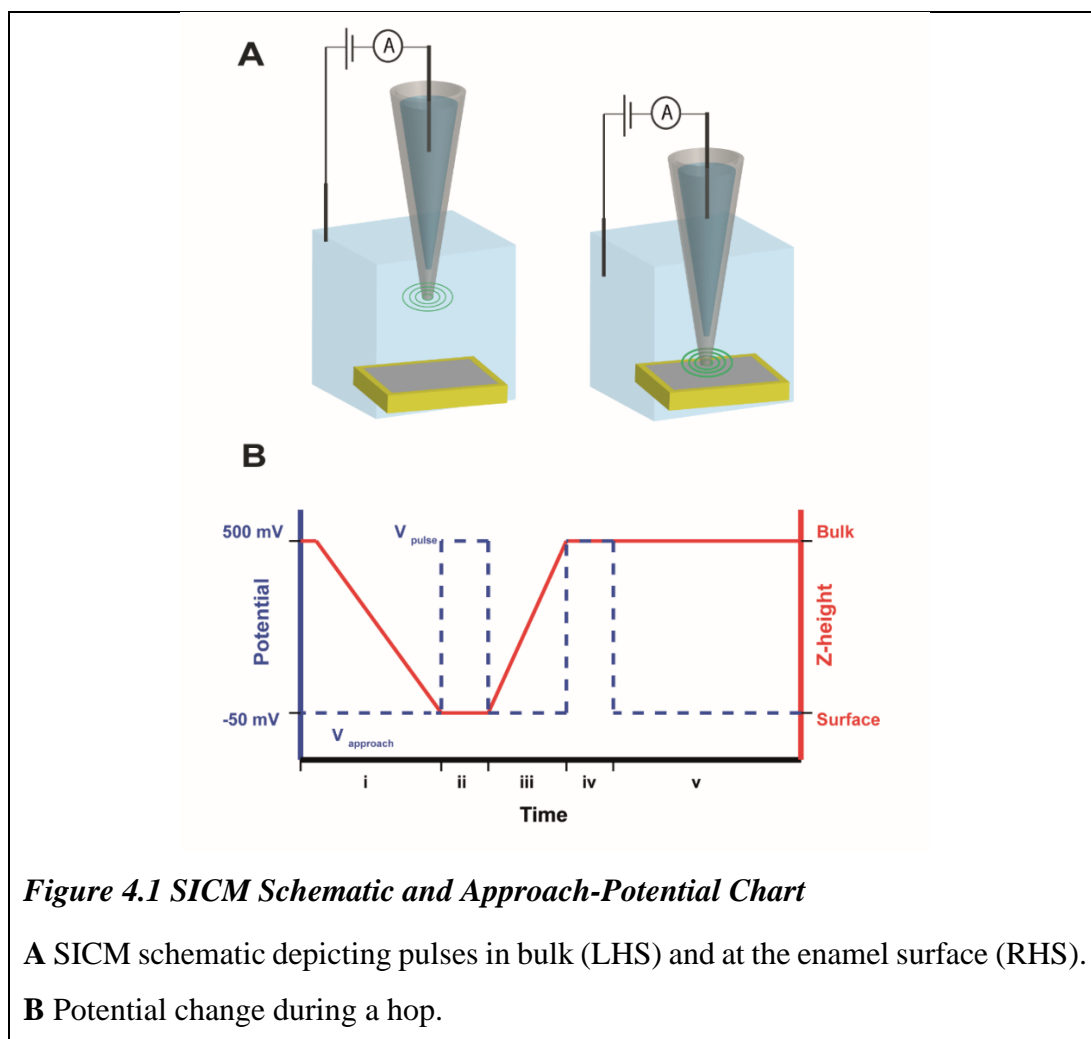 A
A
A
B
500 mV
V pulse
Bulk
Potential
Z-height
-50 mV
V approach
Surface
i ii iii iv v
Time
Figure 4.1 SICM Schematic and Approach-Potential Chart
A SICM schematic depicting pulses in bulk (LHS) and at the enamel surface (RHS).
B Potential change during a hop.